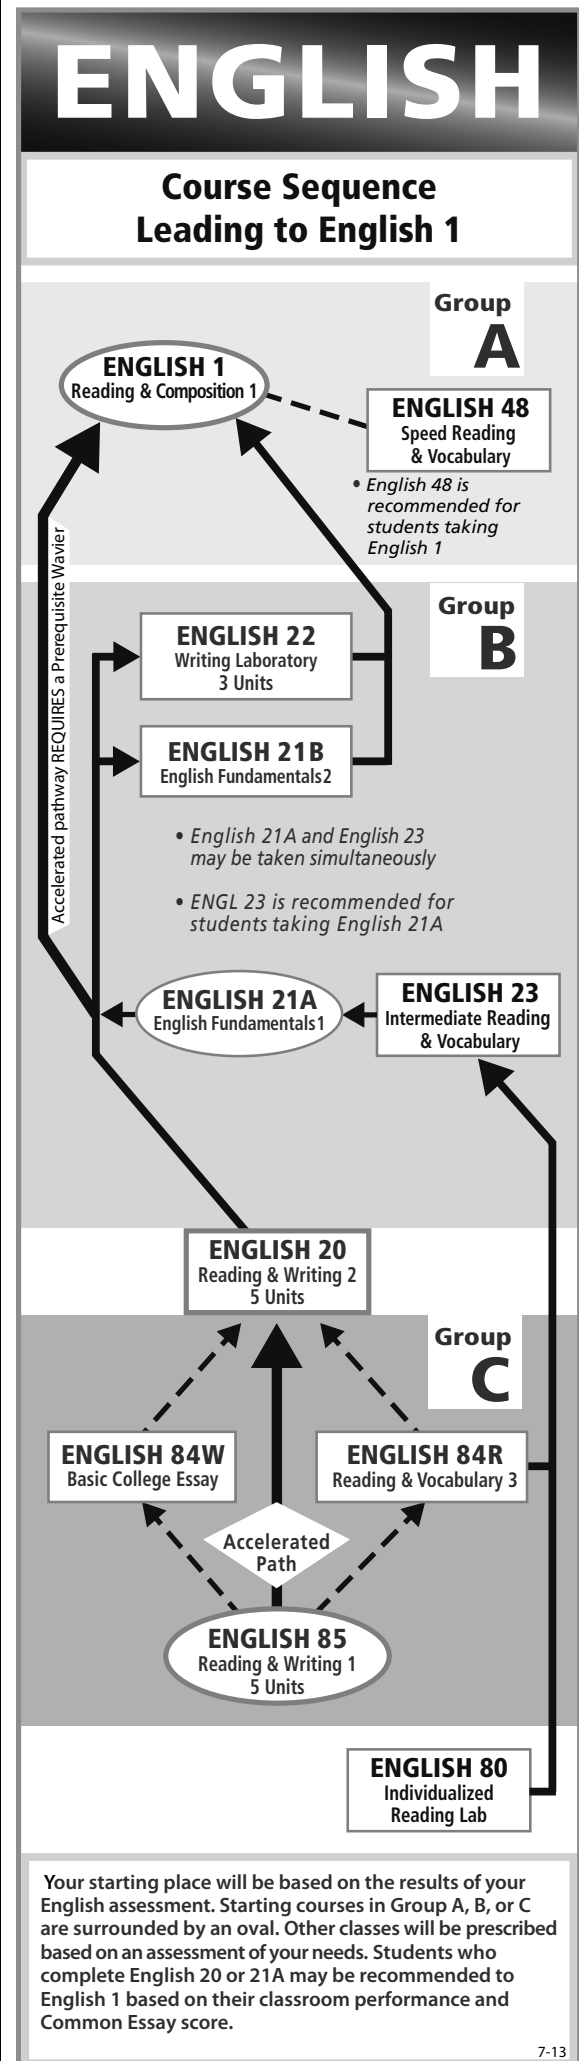 ENGLISH
Course Sequence
Leading to English 1
Group
A
ENGLISH 1
Reading & Composition 1
ENGLISH 48
Speed Reading
& Vocabulary
• English 48 is
recommended for
students taking
English 1
Accelerated pathway REQUIRES a Prerequisite Wavier
Group
B
ENGLISH 22
Writing Laboratory
3 Units
ENGLISH 21B
English Fundamentals2
• English 21A and English 23
may be taken simultaneously
• ENGL 23 is recommended for
students taking English 21A
ENGLISH 21A
English Fundamentals1
ENGLISH 23
Intermediate Reading
& Vocabulary
ENGLISH 20
Reading & Writing 2
5 Units
Group
C
ENGLISH 84W
Basic College Essay
ENGLISH 84R
Reading & Vocabulary 3
Accelerated
Path
ENGLISH 85
Reading & Writing 1
5 Units
ENGLISH 80
Individualized
Reading Lab
Your starting place will be based on the results of your
English assessment. Starting courses in Group A, B, or C
are surrounded by an oval. Other classes will be prescribed
based on an assessment of your needs. Students who
complete English 20 or 21A may be recommended to
English 1 based on their classroom performance and
Common Essay score.
7-13